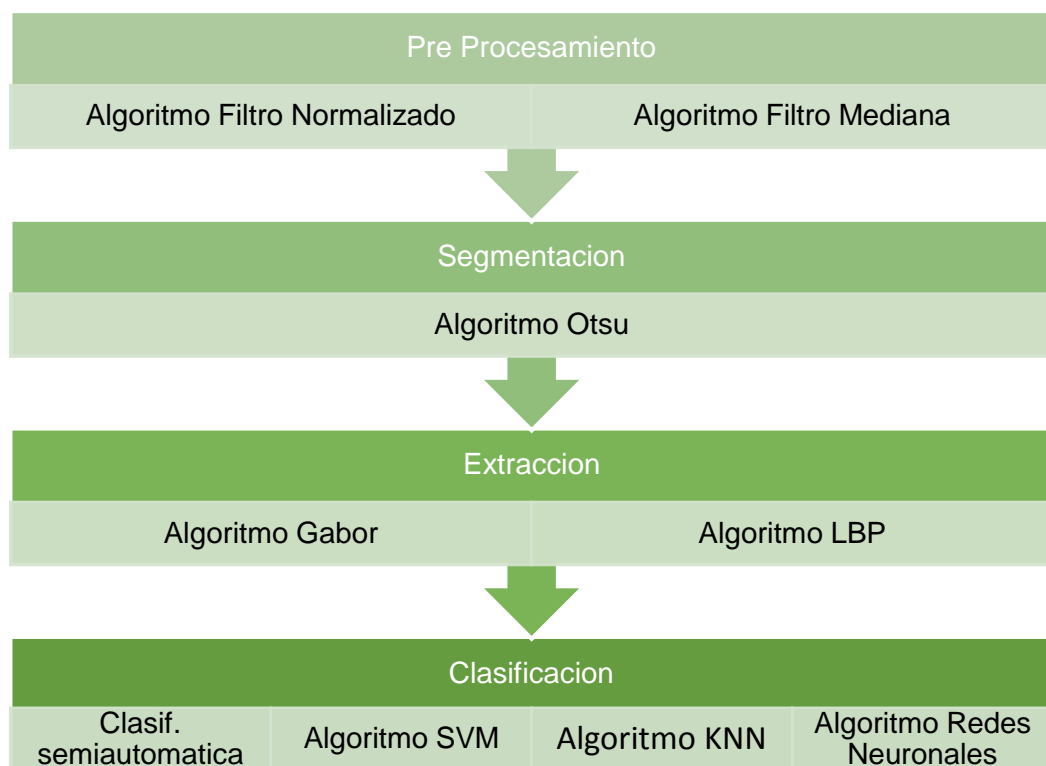 Pre Procesamiento
Algoritmo Filtro Normalizado
Algoritmo Filtro Mediana
Segmentacion
Algoritmo Otsu
Extraccion
Algoritmo Gabor
Algoritmo LBP
Clasificacion
Clasif.
semiautomatica
Algoritmo SVM
Algoritmo KNN
Algoritmo Redes
Neuronales